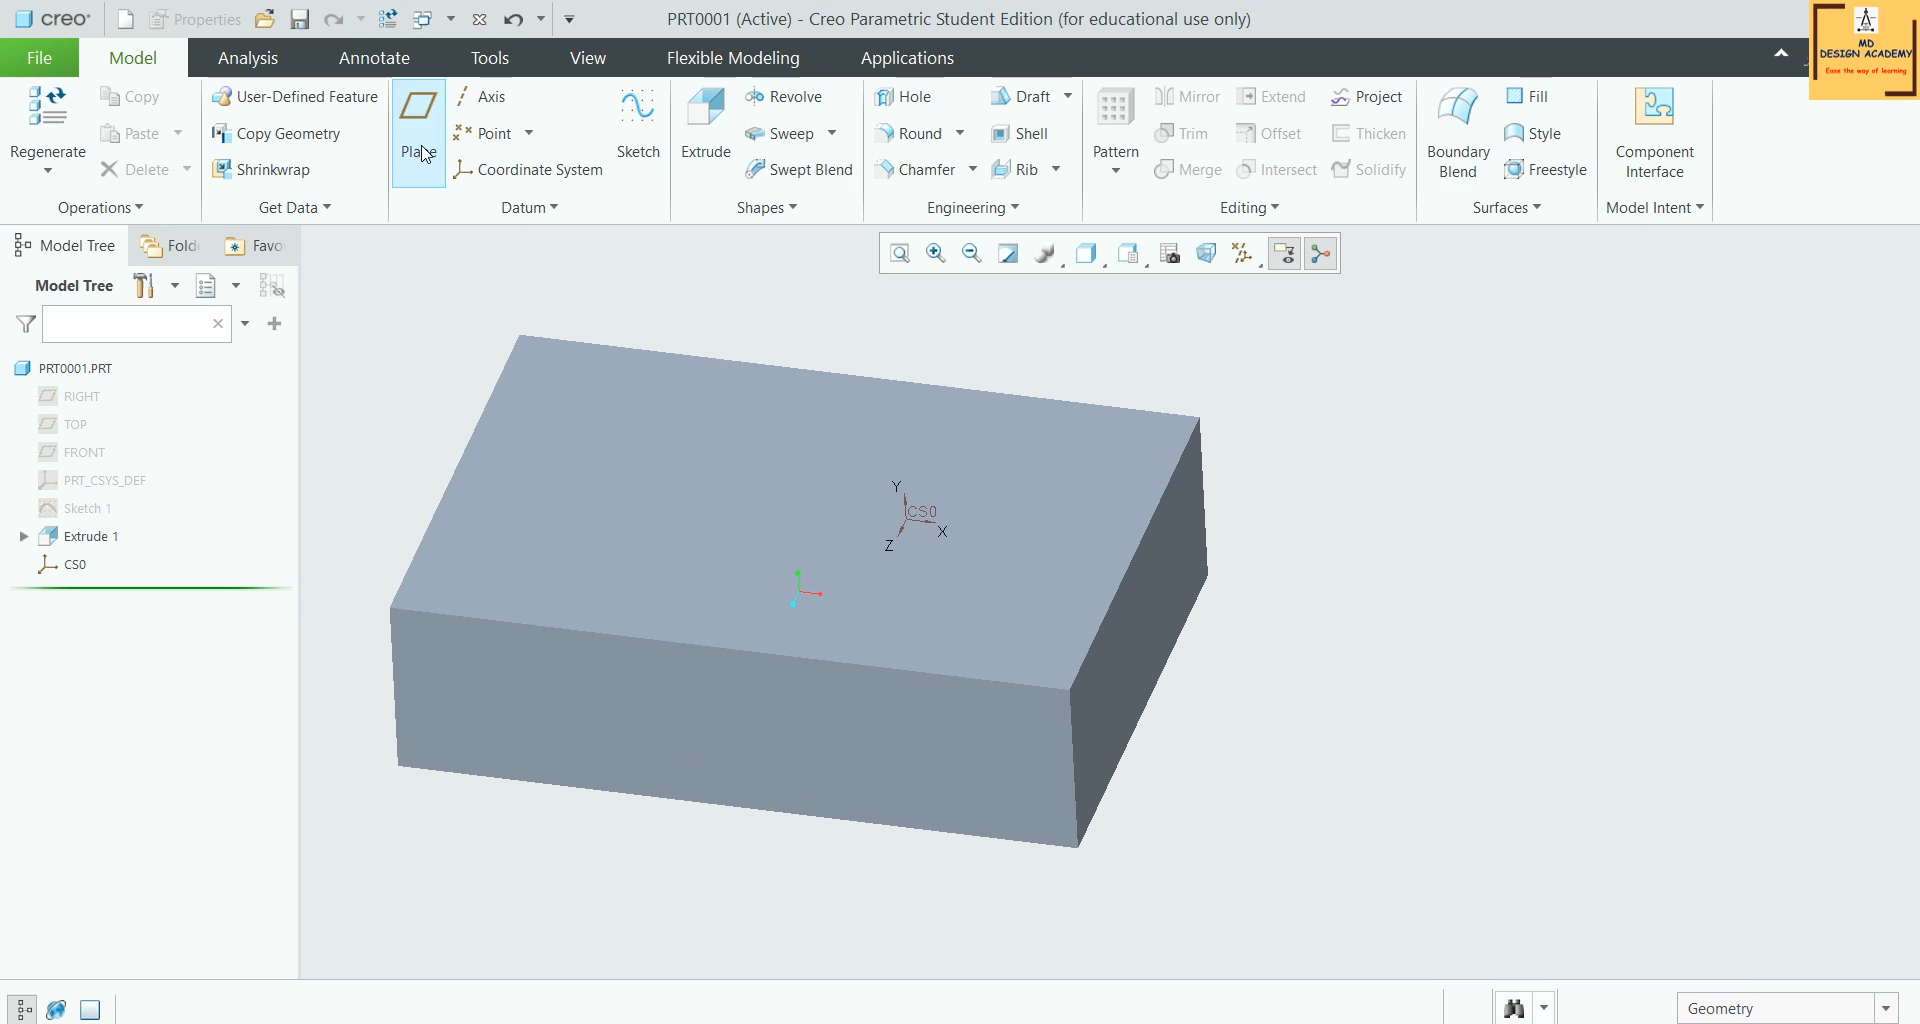 creo Properties PRT0001 (Active) - Creo Parametric Student Edition (for educational use only)
File Model Analysis Annotate Tools View Flexible Modeling Applications
MD
DESIGN ACADEMY
Ease the way of learning
Regenerate
Copy
Paste
Delete
Operations
User-Defined Feature
Copy Geometry
Shrinkwrap
Get Data
Plane
Axis
Point
Coordinate System
Sketch
Datum
Extrude
Revolve
Sweep
Swept Blend
Shapes
Hole
Round
Chamfer
Draft
Shell
Rib
Engineering
Pattern
Mirror
Trim
Merge
Extend
Offset
Intersect
Project
Thicken
Solidify
Editing
Boundary
Blend
Fill
Style
Freestyle
Surfaces
Component
Interface
Model Intent
Model Tree Fold Favo
Model Tree
PRT0001.PRT
RIGHT
TOP
FRONT
PRT_CSYS_DEF
Sketch 1
Extrude 1
CS0
Y
CS0
X
Z
Geometry